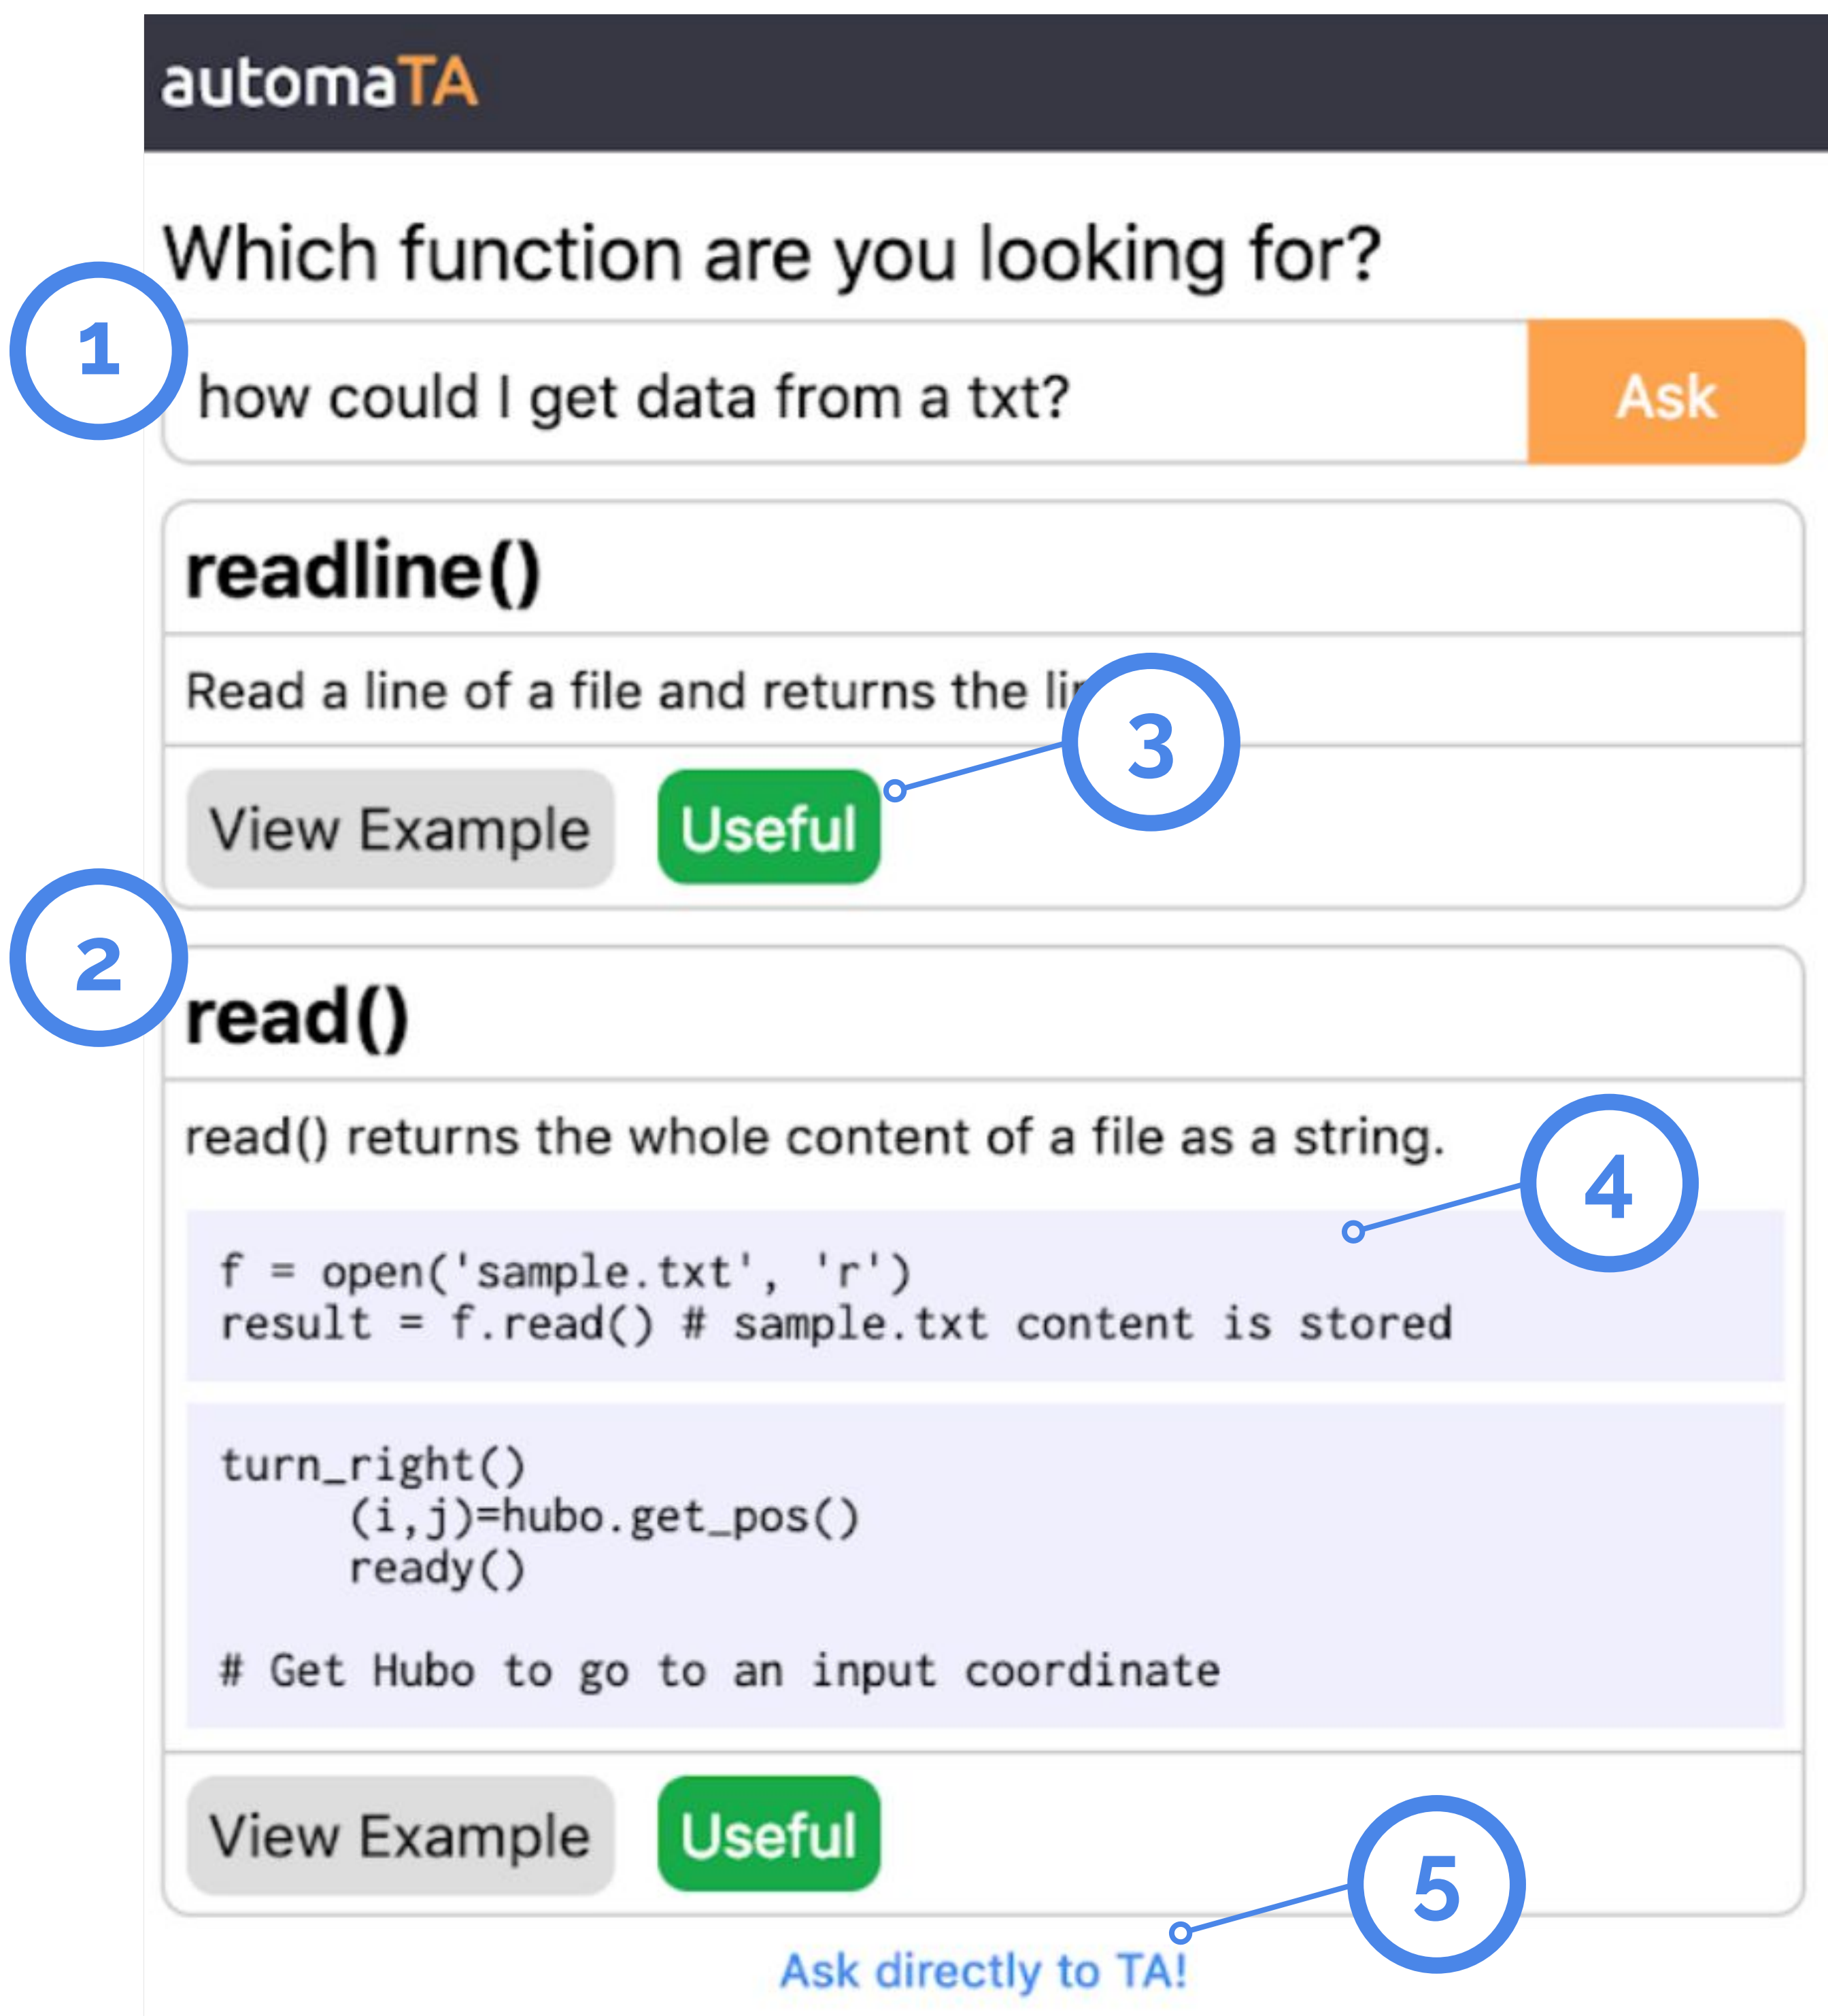 automaTA
Which function are you looking for?
1
how could I get data from a txt?
Ask
readline()
Read a line of a file and returns the
3
View Example
Useful
2
read()
read() returns the whole content of a file as a string.
4
f = open('sample.txt', 'r')
result = f.read() # sample.txt content is stored
turn_right()
(i,j)=hubo.get_pos()
ready()
# Get Hubo to go to an input coordinate
View Example
Useful
5
Ask directly to TA!